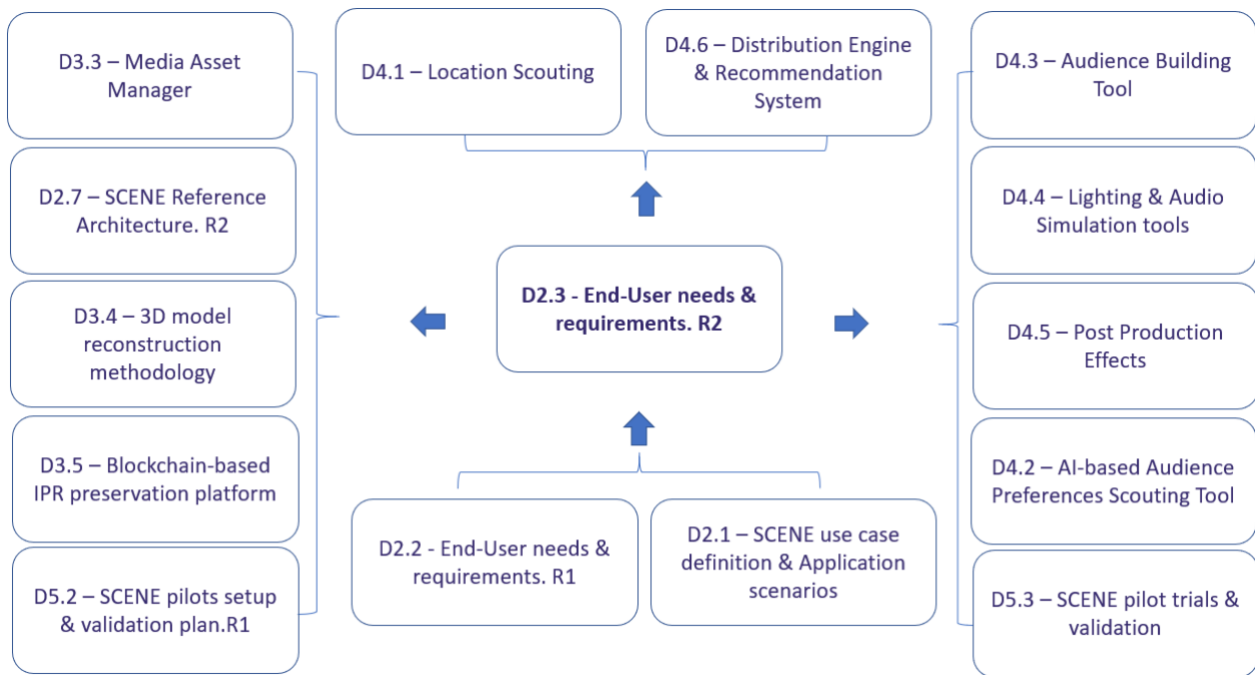 D3.3 – Media Asset
Manager
D2.7 – SCENE Reference
Architecture. R2
D3.4 – 3D model
reconstruction
methodology
D3.5 – Blockchain-based
IPR preservation platform
D5.2 – SCENE pilots setup
& validation plan.R1
D4.1 – Location Scouting
D4.6 – Distribution Engine
& Recommendation
System
D2.3 - End-User needs &
requirements. R2
D2.2 - End-User needs &
requirements. R1
D2.1 – SCENE use case
definition & Application
scenarios
D4.3 – Audience Building
Tool
D4.4 – Lighting & Audio
Simulation tools
D4.5 – Post Production
Effects
D4.2 – AI-based Audience
Preferences Scouting Tool
D5.3 – SCENE pilot trials &
validation